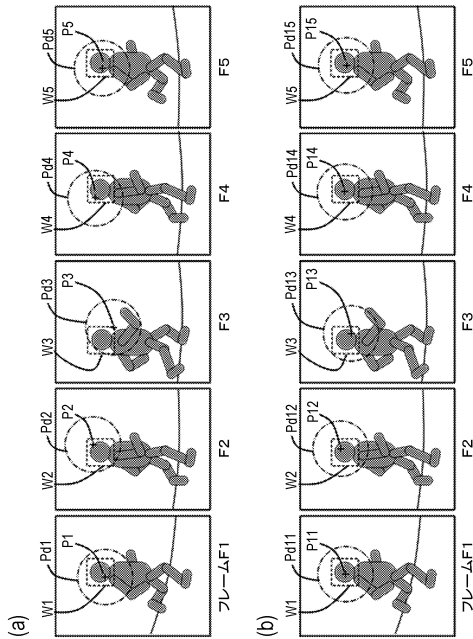 (a)
W1 Pd1 P1
W2 Pd2 P2
W3 Pd3 P3
W4 Pd4 P4
W5 Pd5 P5
フレームF1 F2 F3 F4 F5
(b)
W1 Pd11 P11
W2 Pd12 P12
W3 Pd13 P13
W4 Pd14 P14
W5 Pd15 P15
フレームF1 F2 F3 F4 F5